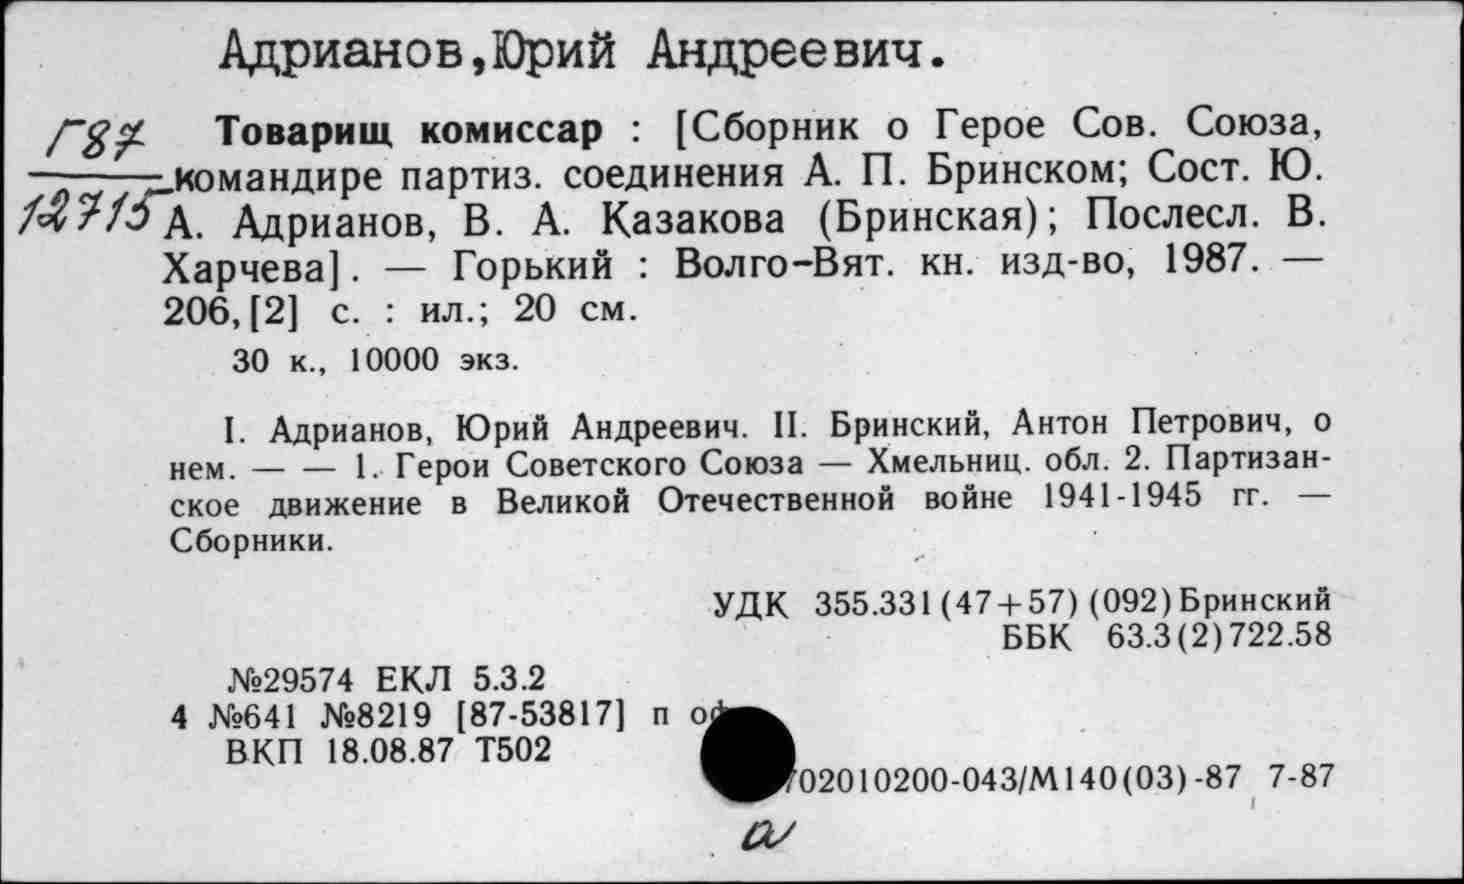 Адрианов,Юрий Андреевич.
Г87 Товарищ комиссар : [Сборник о Герое Сов. Союза,
командире партиз. соединения А. П. Бринском; Сост. Ю.
12715 А. Адрианов, В. А. Казакова (Бринская); Послесл. В.
Харчева]. — Горький : Волго-Вят. кн. изд-во, 1987. —
206,[2] с. : ил.; 20 см.
30 к., 10000 экз.
I. Адрианов, Юрий Андреевич. II. Бринский, Антон Петрович, о
нем. — — 1. Герои Советского Союза — Хмельниц. обл. 2. Партизан-
ское движение в Великой Отечественной войне 1941-1945 гг. —
Сборники.
УДК 355.331(47+57)(092)Бринский
ББК 63.3(2)722.58
№29574 ЕКЛ 5.3.2
4 №641 №8219 [87-53817] п
ВКП 18.08.87 Т502
02010200-043/М140(03)-87 7-87